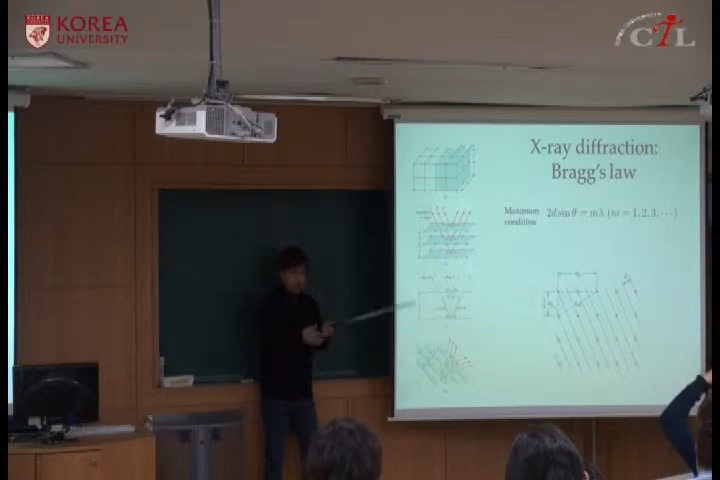 KOREA
UNIVERSITY
CTL
X-ray diffraction:
Bragg's law
Maximum
condition
2d sin θ = mλ (m = 1, 2, 3, ⋯)